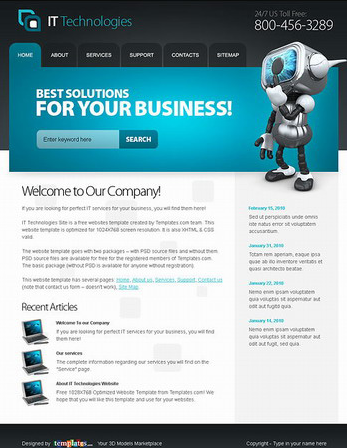 IT Technologies
24/7 US Toll Free:
800-456-3289
HOME
ABOUT
SERVICES
SUPPORT
CONTACTS
SITEMAP
BEST SOLUTIONS
FOR YOUR BUSINESS!
Enter keyword here
SEARCH
Welcome to Our Company!
If you are looking for perfect IT services for your business, you will find them here!
IT Technologies Site is a free websites template created by Templates.com team. This
website template is optimized for 1024X768 screen resolution. It is also XHTML & CSS
valid.
The website template goes with two packages – with PSD source files and without them.
PSD source files are available for free for the registered members of Templates.com.
The basic package (without PSD is available for anyone without registration).
This website template has several pages: Home, About us, Services, Support, Contact us
(note that contact us form – doesn't work), Site Map.
Recent Articles
Welcome to our Company
If you are looking for perfect IT services for your business, you will find
them here!
Our services
The complete information regarding our services you will find on the
"Service" page.
About IT Technologies Website
Free 1028X768 Optimized Website Template from Templates.com! We
hope that you will like this template and use for your websites.
February 15, 2010
Sed ut perspiciatis unde omnis
iste natus error sit voluptatem
accusantium.
January 31, 2010
Totam rem aperiam, eaque ipsa
quae ab illo inventore veritatis et
quasi architecto beatae.
January 22, 2010
Nemo enim ipsam voluptatem
quia voluptas sit aspernatur aut
odit aut fugitd quia.
January 14, 2010
Nemo enim ipsam voluptatem
quia voluptas sit aspernatur aut
odit aut fugit, sed quia.
Designed by templates.com Your 3D Models Marketplace
Copyright - Type in your name here